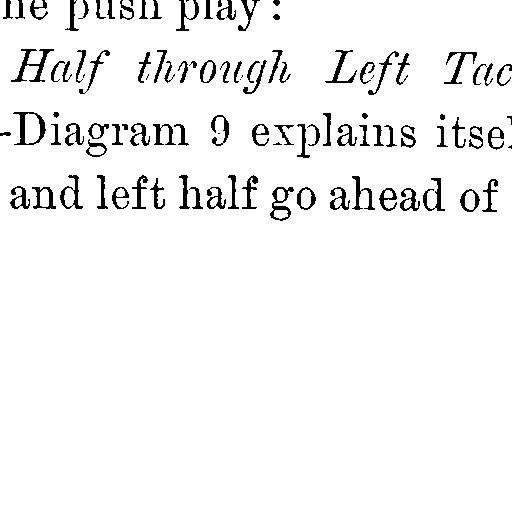 he push play:
Half through Left Tac
-Diagram 9 explains itsel
and left half go ahead of